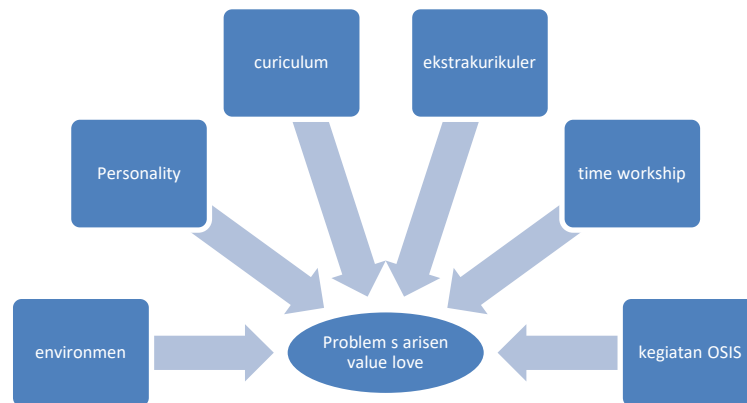 curiculum
ekstrakurikuler
Personality
time workship
environmen
Problem s arisen
value love
kegiatan OSIS